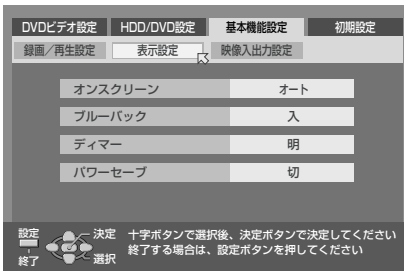 DVDビデオ設定 HDD/DVD設定 基本機能設定 初期設定
録画／再生設定 表示設定 映像入出力設定
オンスクリーン オート
ブルーバック 入
ディマー 明
パワーセーブ 切
設定 決定 十字ボタンで選択後、決定ボタンで決定してください
終了 選択 終了する場合は、設定ボタンを押してください